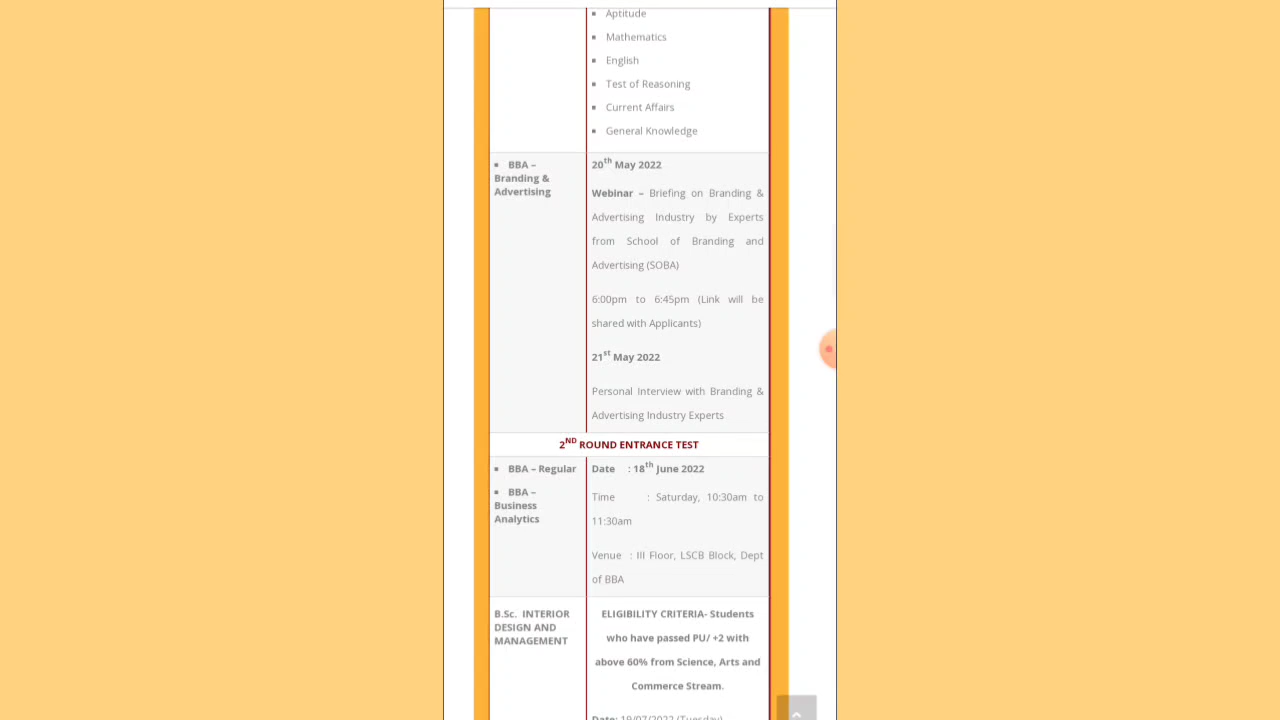 Aptitude
Mathematics
English
Test of Reasoning
Current Affairs
General Knowledge
BBA –
Branding &
Advertising
20th May 2022
Webinar – Briefing on Branding &
Advertising Industry by Experts
from School of Branding and
Advertising (SOBA)
6:00pm to 6:45pm (Link will be
shared with Applicants)
21st May 2022
Personal Interview with Branding &
Advertising Industry Experts
2ND ROUND ENTRANCE TEST
BBA – Regular
BBA –
Business
Analytics
Date : 18th June 2022
Time : Saturday, 10:30am to
11:30am
Venue : III Floor, LSCB Block, Dept
of BBA
B.Sc. INTERIOR
DESIGN AND
MANAGEMENT
ELIGIBILITY CRITERIA- Students
who have passed PU/ +2 with
above 60% from Science, Arts and
Commerce Stream.
Date: 19/07/2022 (Tuesday)